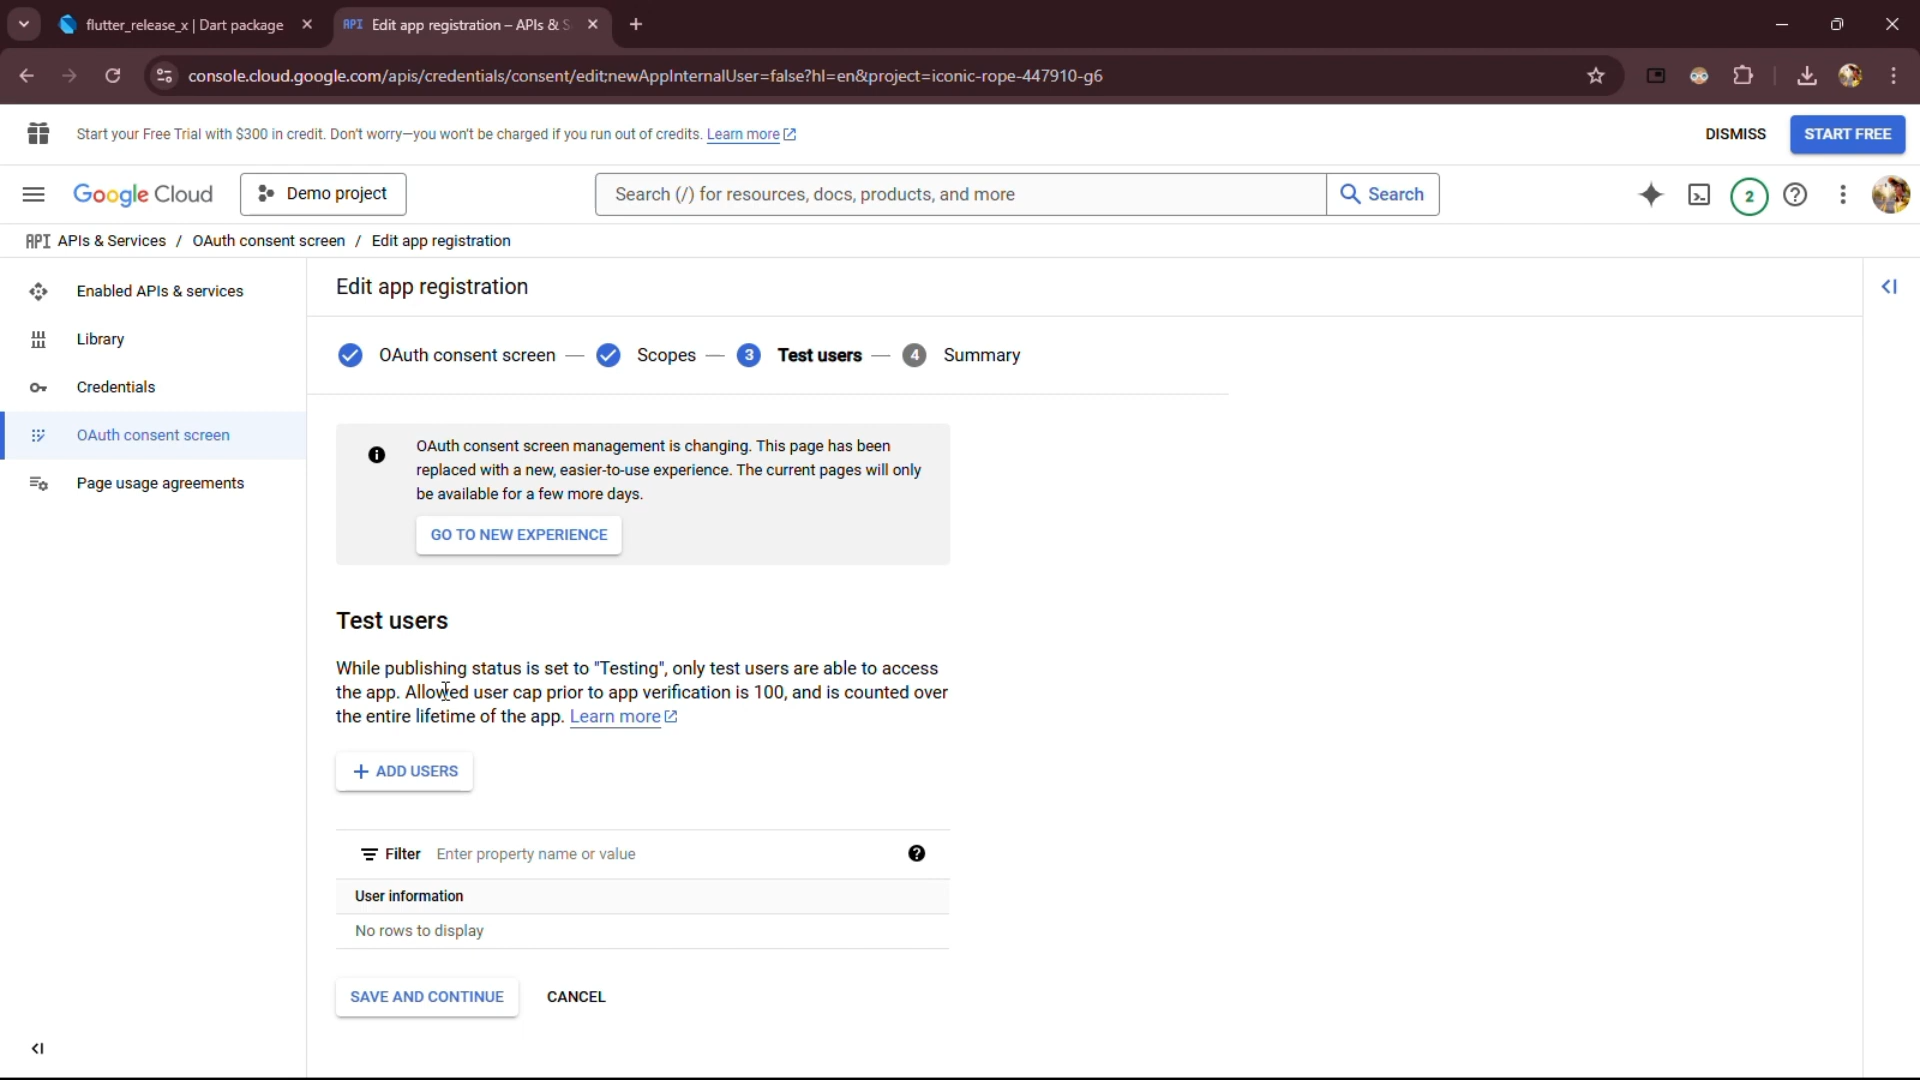 flutter_release_x | Dart package
API Edit app registration – APIs & S
console.cloud.google.com/apis/credentials/consent/edit;newAppInternalUser=false?hl=en&project=iconic-rope-447910-g6
Start your Free Trial with $300 in credit. Don't worry—you won't be charged if you run out of credits. Learn more
DISMISS
START FREE
Google Cloud
Demo project
Search (/) for resources, docs, products, and more
Search
2
API APIs & Services / OAuth consent screen / Edit app registration
Enabled APIs & services
Library
Credentials
OAuth consent screen
Page usage agreements
Edit app registration
OAuth consent screen — Scopes — 3 Test users — 4 Summary
OAuth consent screen management is changing. This page has been
replaced with a new, easier-to-use experience. The current pages will only
be available for a few more days.
GO TO NEW EXPERIENCE
Test users
While publishing status is set to "Testing", only test users are able to access
the app. Allowed user cap prior to app verification is 100, and is counted over
the entire lifetime of the app. Learn more
+ ADD USERS
Filter Enter property name or value
User information
No rows to display
SAVE AND CONTINUE
CANCEL